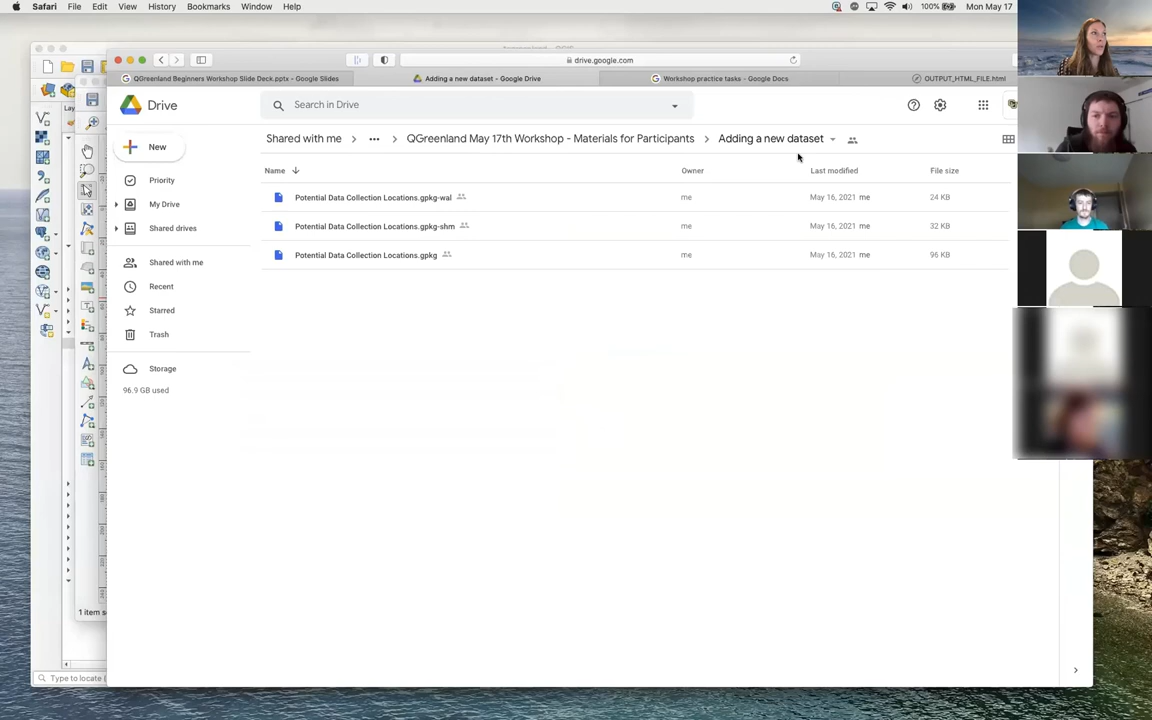 Safari File Edit View History Bookmarks Window Help 100% Mon May 17
drive.google.com
QGreenland Beginners Workshop Slide Deck.pptx - Google Slides
Adding a new dataset - Google Drive
Workshop practice tasks - Google Docs
OUTPUT_HTML_FILE.html
Drive
Search in Drive
New
Shared with me
QGreenland May 17th Workshop - Materials for Participants
Adding a new dataset
Name Owner Last modified File size
Potential Data Collection Locations.gpkg-wal me May 16, 2021 me 24 KB
Potential Data Collection Locations.gpkg-shm me May 16, 2021 me 32 KB
Potential Data Collection Locations.gpkg me May 16, 2021 me 96 KB
Priority
My Drive
Shared drives
Shared with me
Recent
Starred
Trash
Storage
96.9 GB used
Lay
1 item s
Type to locate (